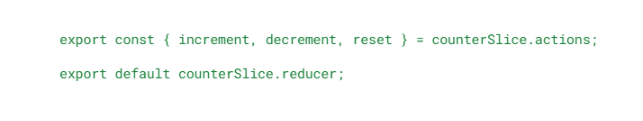 export const { increment, decrement, reset } = counterSlice.actions;
export default counterSlice.reducer;